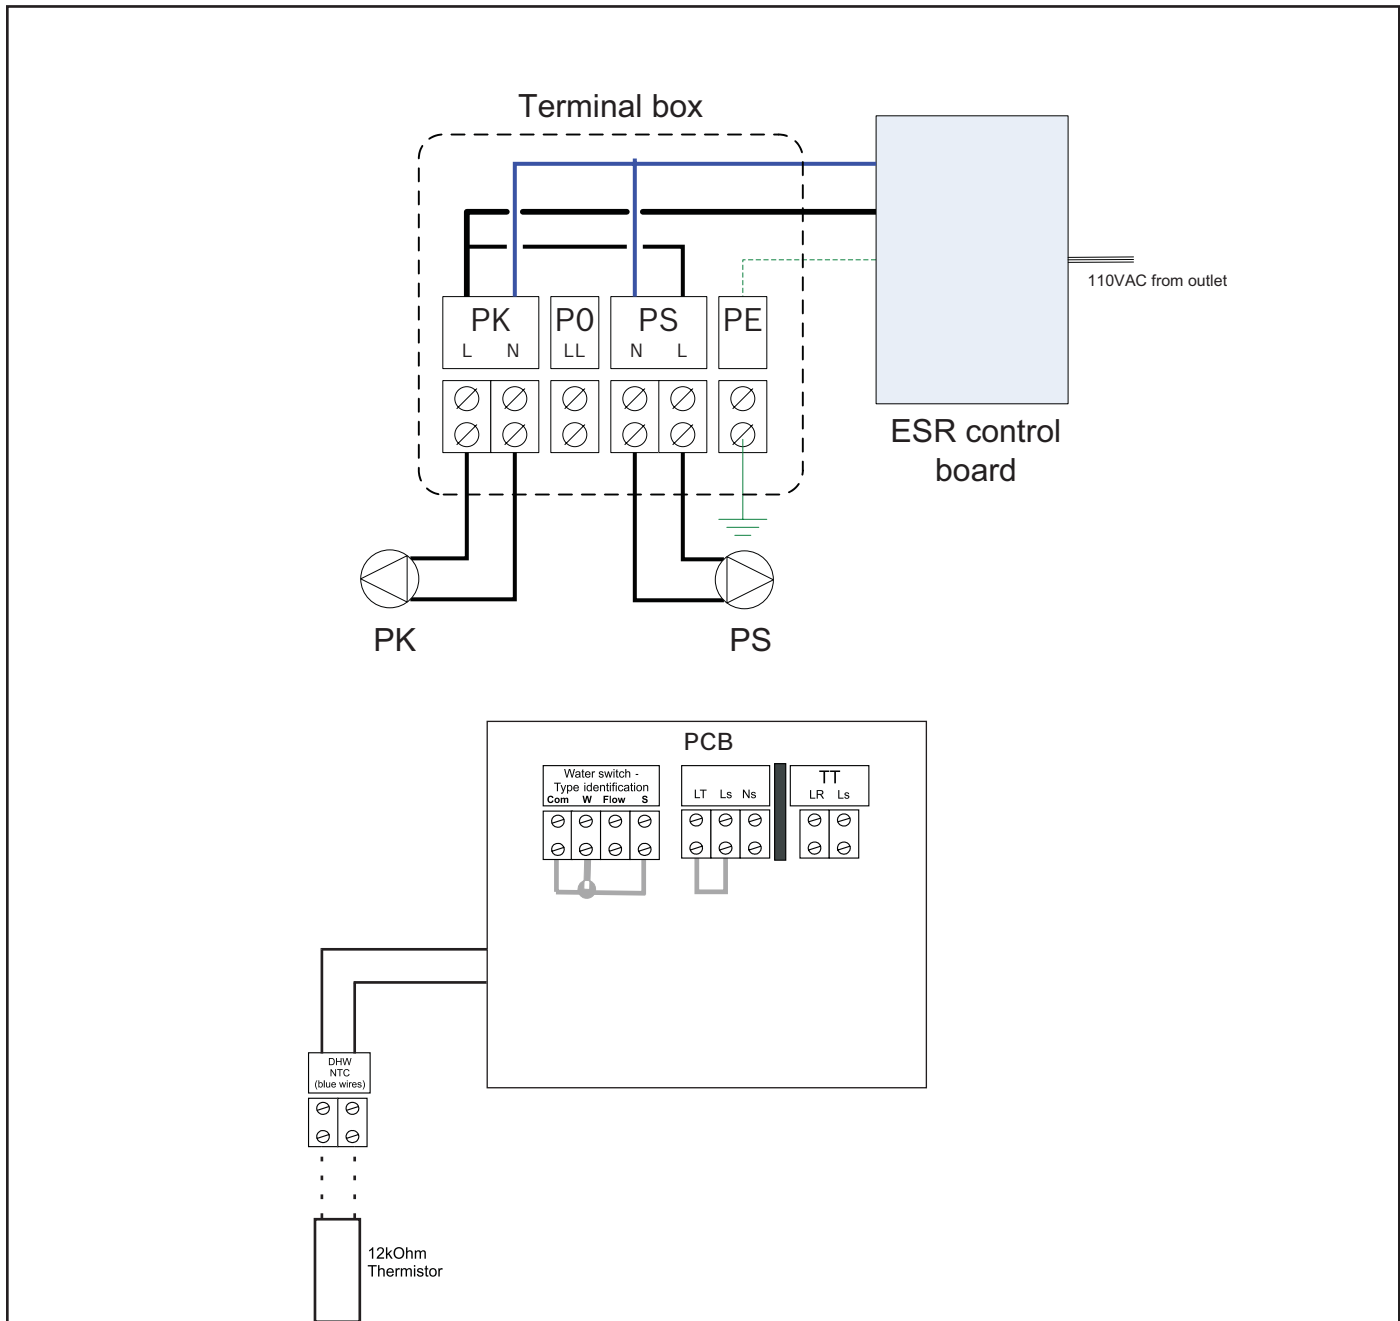 Terminal box
110VAC from outlet
PK P0 PS PE
L N LL N L
ESR control
board
PK PS
PCB
Water switch -
Type identification
Com W Flow S
LT Ls Ns
TT
LR Ls
DHW
NTC
(blue wires)
12kOhm
Thermistor